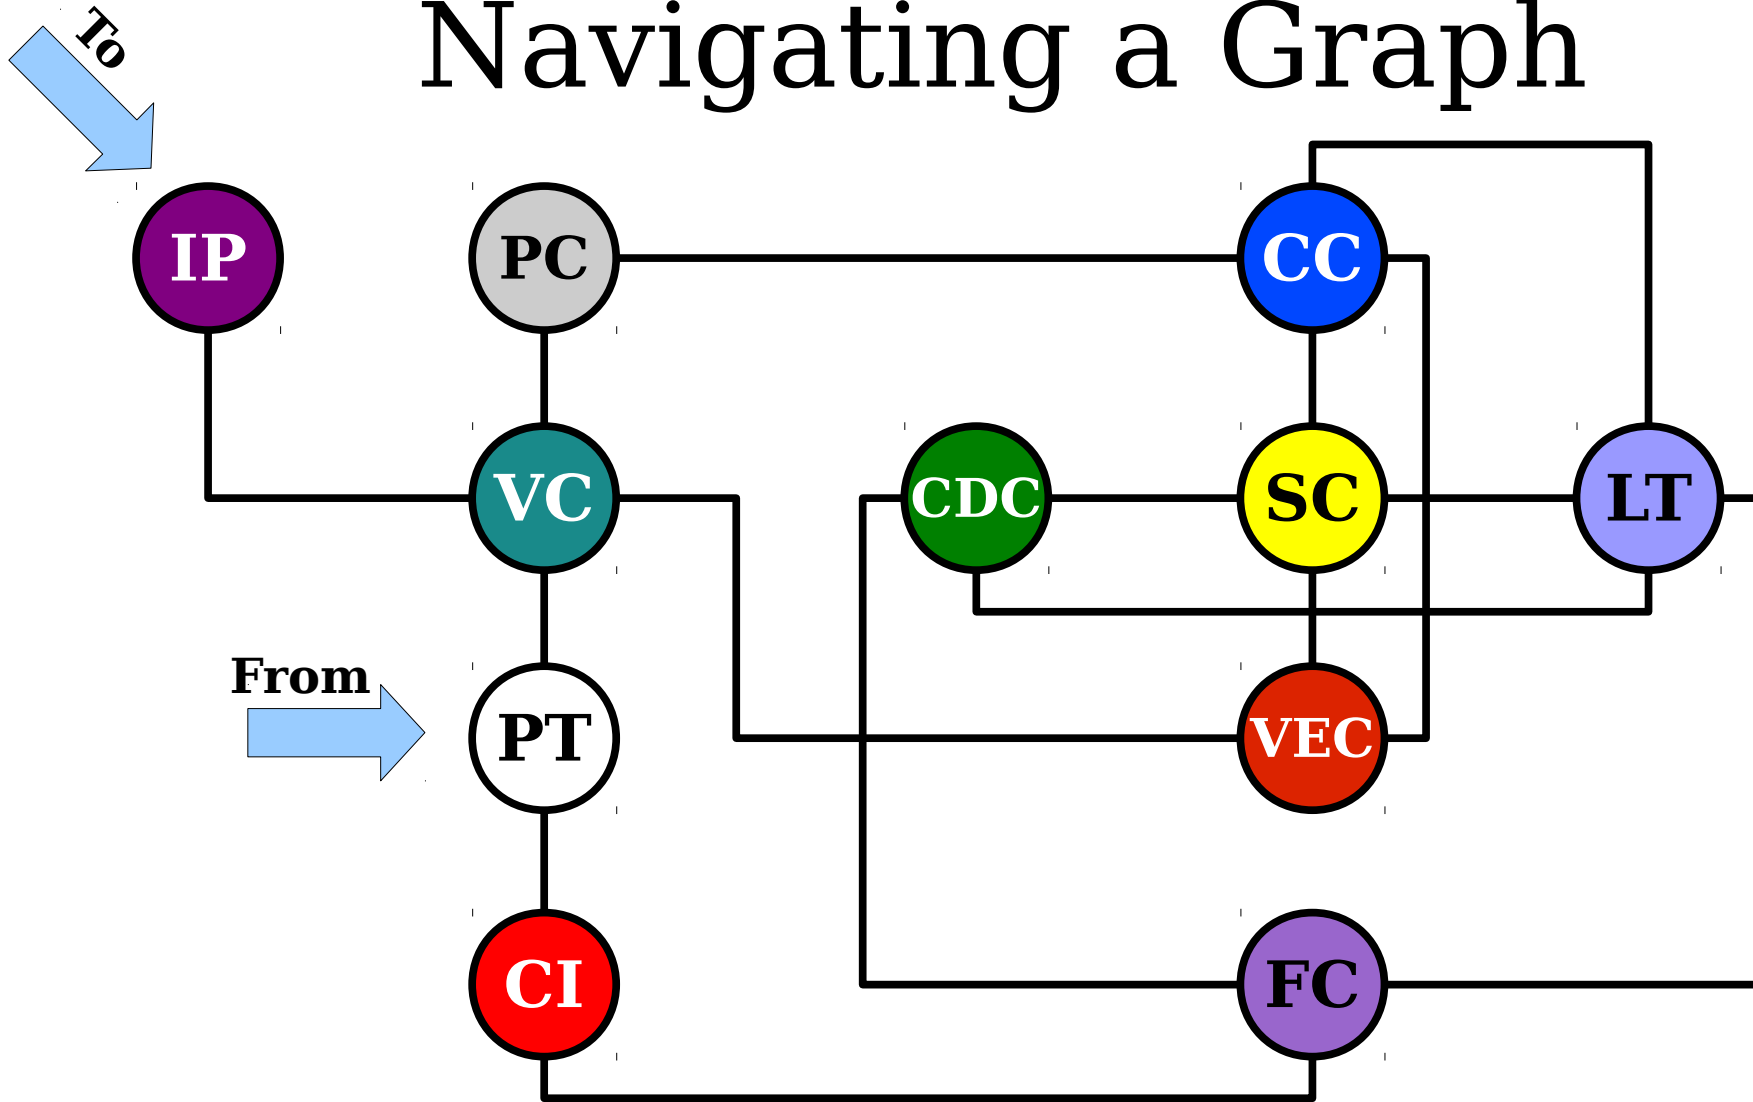 Navigating a Graph
To
IP
PC
CC
VC
CDC
SC
LT
From
PT
VEC
CI
FC